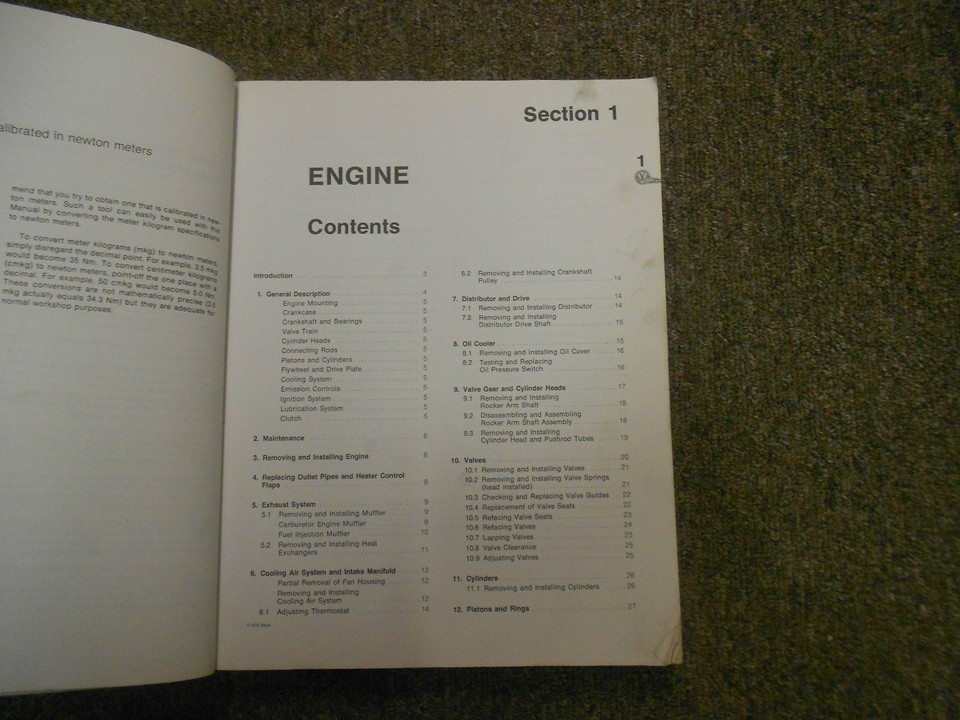 alibrated in newton meters
mend that you try to obtain one that is calibrated in new-
ton meters. Such a tool can easily be used with this
Manual by converting the meter kilogram specifications
to newton meters.
To convert meter kilograms (mkg) to newton meters,
simply disregard the decimal point. For example, 3.5 mkg
would become 35 Nm. To convert centimeter kilograms
(cmkg) to newton meters, point-off the one place with a
decimal. For example, 50 cmkg would become 5.0 Nm.
These conversions are not mathematically precise (3.5
mkg actually equals 34.3 Nm) but they are adequate for
normal workshop purposes.
Section 1
1
ENGINE
Contents
Introduction 3
1. General Description 4
Engine Mounting 5
Crankcase 5
Crankshaft and Bearings 5
Valve Train 5
Cylinder Heads 5
Connecting Rods 5
Pistons and Cylinders 5
Flywheel and Drive Plate 5
Cooling System 5
Emission Controls 5
Ignition System 5
Lubrication System 5
Clutch 5
2. Maintenance 6
3. Removing and Installing Engine 6
4. Replacing Outlet Pipes and Heater Control
Flaps 8
5. Exhaust System 9
5.1 Removing and Installing Muffler 9
Carburetor Engine Muffler 9
Fuel Injection Muffler 10
5.2 Removing and Installing Heat
Exchangers 11
6. Cooling Air System and Intake Manifold 12
Partial Removal of Fan Housing 12
Removing and Installing
Cooling Air System 12
6.1 Adjusting Thermostat 14
6.2 Removing and Installing Crankshaft
Pulley 14
7. Distributor and Drive 14
7.1 Removing and Installing Distributor 14
7.2 Removing and Installing
Distributor Drive Shaft 15
8. Oil Cooler 15
8.1 Removing and Installing Oil Cover 16
8.2 Testing and Replacing
Oil Pressure Switch 16
9. Valve Gear and Cylinder Heads 17
9.1 Removing and Installing
Rocker Arm Shaft 18
9.2 Disassembling and Assembling
Rocker Arm Shaft Assembly 18
9.3 Removing and Installing
Cylinder Head and Pushrod Tubes 19
10. Valves 20
10.1 Removing and Installing Valves 21
10.2 Removing and Installing Valve Springs
(head installed) 21
10.3 Checking and Replacing Valve Guides 22
10.4 Replacement of Valve Seats 22
10.5 Refacing Valve Seats 23
10.6 Refacing Valves 24
10.7 Lapping Valves 25
10.8 Valve Clearance 25
10.9 Adjusting Valves 25
11. Cylinders 26
11.1 Removing and Installing Cylinders 26
12. Pistons and Rings 27